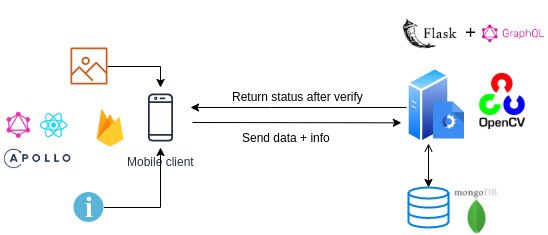 Flask + GraphQL
Return status after verify
OpenCV
Send data + info
APOLLO
Mobile client
i
mongoDB.